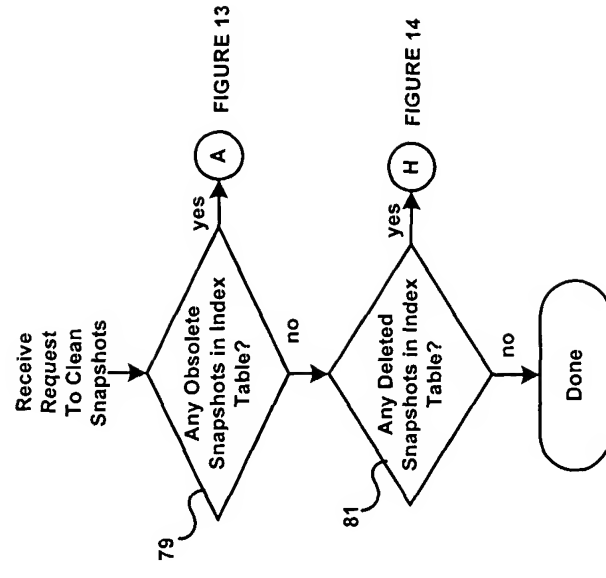 Receive
Request
To Clean
Snapshots
79
Any Obsolete
Snapshots in Index
Table?
yes
A
FIGURE 13
no
81
Any Deleted
Snapshots in Index
Table?
yes
H
FIGURE 14
no
Done